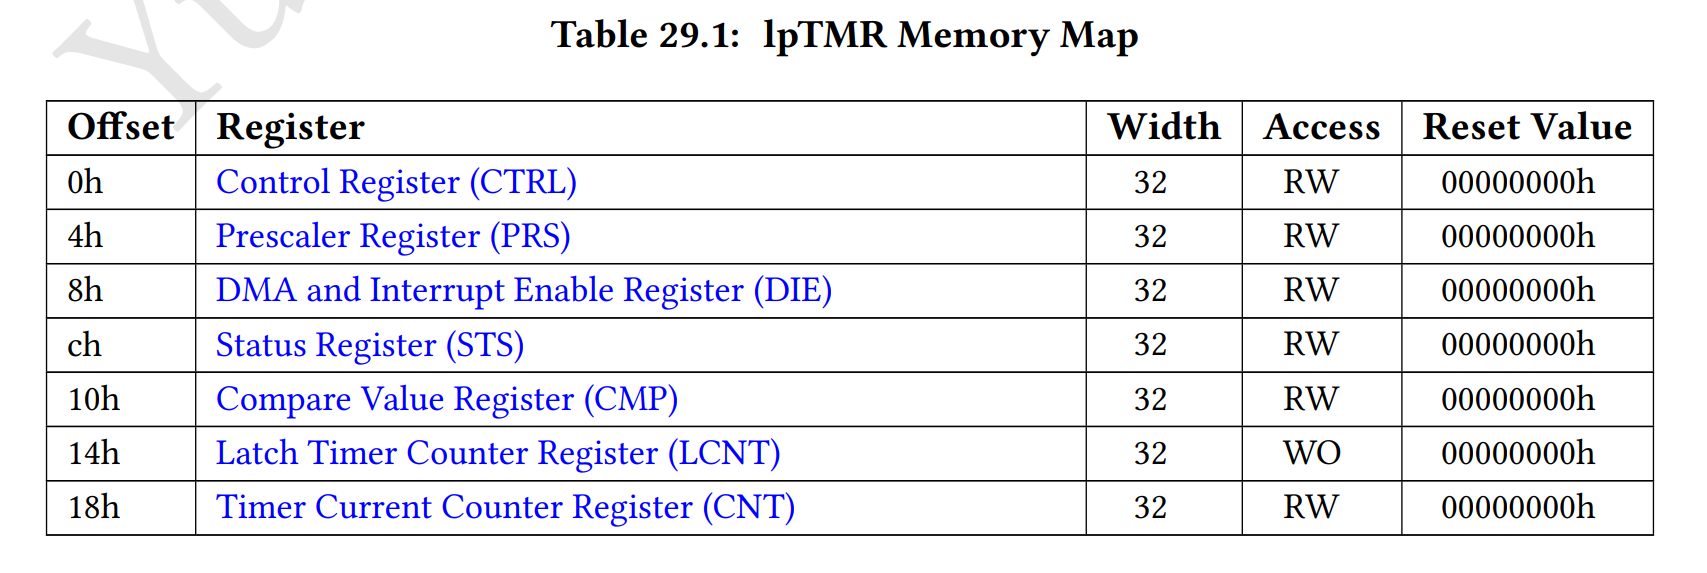 Table 29.1: lpTMR Memory Map
Offset Register Width Access Reset Value
0h Control Register (CTRL) 32 RW 00000000h
4h Prescaler Register (PRS) 32 RW 00000000h
8h DMA and Interrupt Enable Register (DIE) 32 RW 00000000h
ch Status Register (STS) 32 RW 00000000h
10h Compare Value Register (CMP) 32 RW 00000000h
14h Latch Timer Counter Register (LCNT) 32 WO 00000000h
18h Timer Current Counter Register (CNT) 32 RW 00000000h